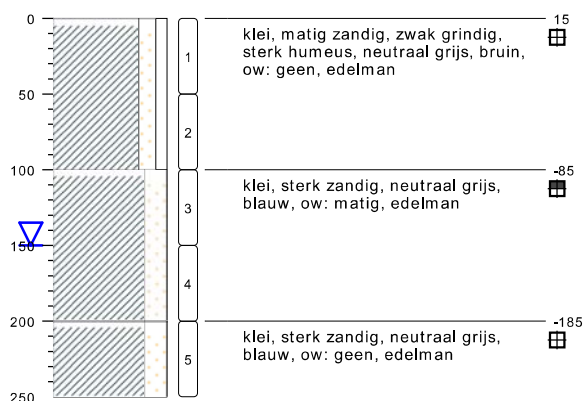 0
15
klei, matig zandig, zwak grindig,
sterk humeus, neutraal grijs, bruin,
ow: geen, edelman
1
50
2
100
-85
klei, sterk zandig, neutraal grijs,
blauw, ow: matig, edelman
3
150
4
200
-185
klei, sterk zandig, neutraal grijs,
blauw, ow: geen, edelman
5
250